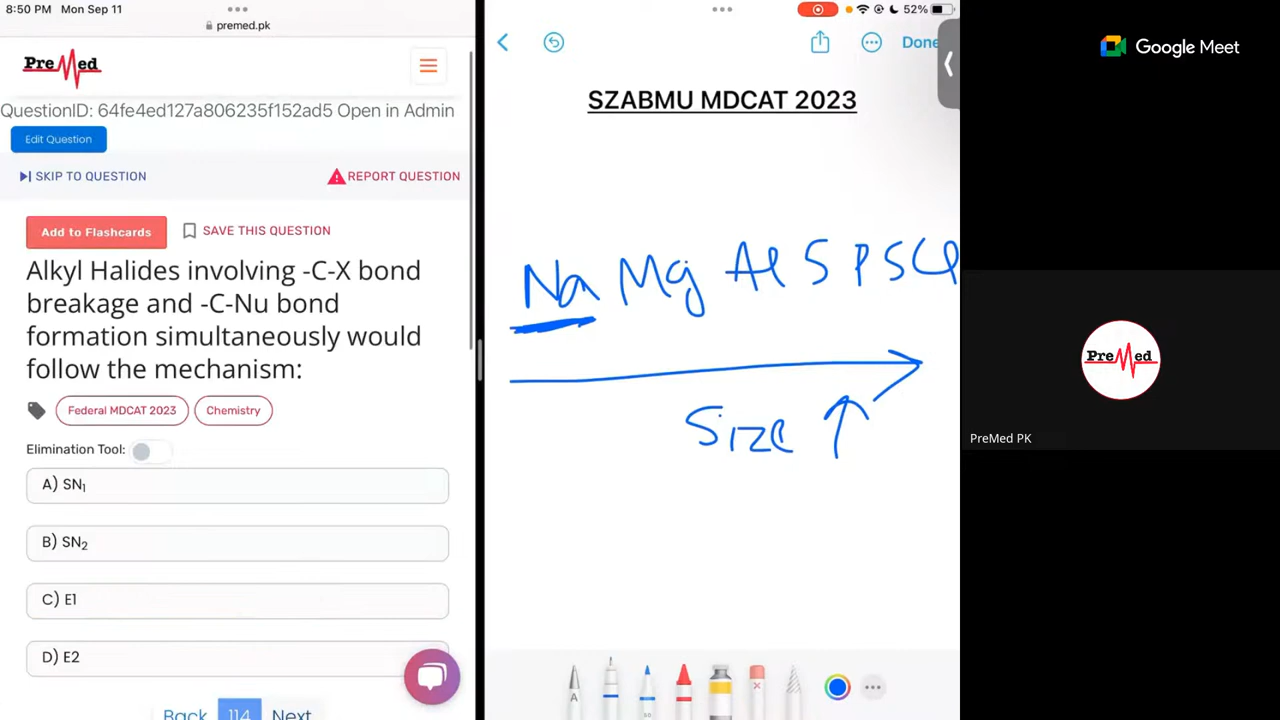 8:50 PM Mon Sep 11
premed.pk
PreMed
QuestionID: 64fe4ed127a806235f152ad5 Open in Admin
Edit Question
SKIP TO QUESTION
REPORT QUESTION
Add to Flashcards
SAVE THIS QUESTION
Alkyl Halides involving -C-X bond
breakage and -C-Nu bond
formation simultaneously would
follow the mechanism:
Federal MDCAT 2023
Chemistry
Elimination Tool:
A) SN₁
B) SN₂
C) E1
D) E2
Back 114 Next
52%
Done
SZABMU MDCAT 2023
Na Mg Al S P S Cl
Size ↑
Google Meet
PreMed
PreMed PK